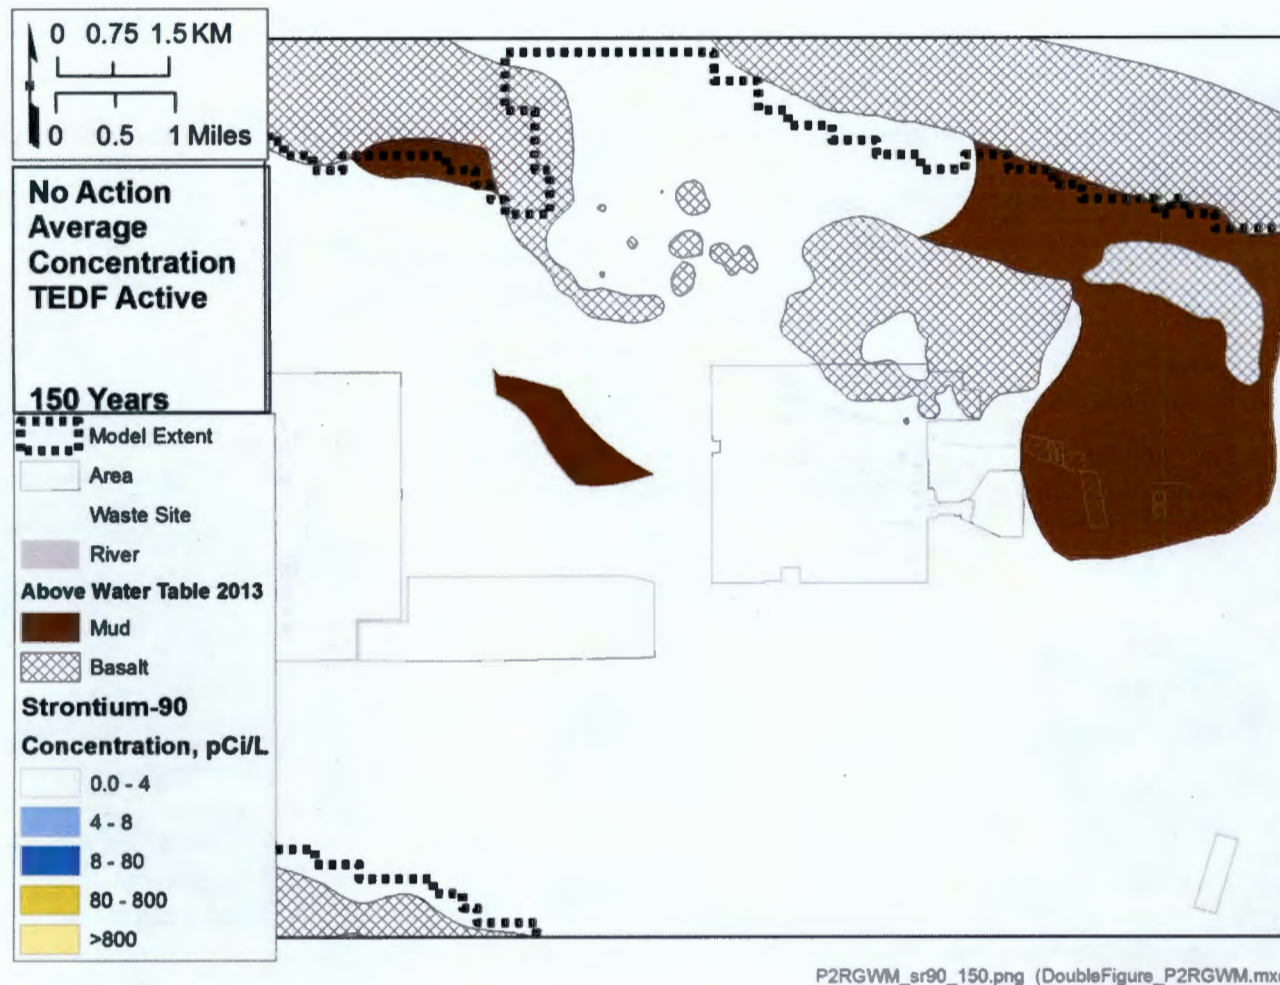 0 0.75 1.5 KM
0 0.5 1 Miles
No Action
Average
Concentration
TEDF Active
150 Years
Model Extent
Area
Waste Site
River
Above Water Table 2013
Mud
Basalt
Strontium-90
Concentration, pCi/L
0.0 - 4
4 - 8
8 - 80
80 - 800
>800
P2RGWM_sr90_150.png (DoubleFigure_P2RGWM.mxd